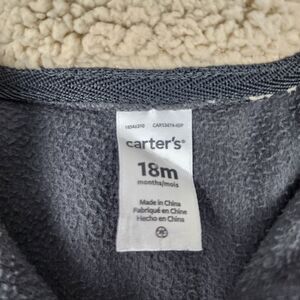 carter's®
18m
months/mois
Made in China
Fabriqué en Chine
Hecho en China